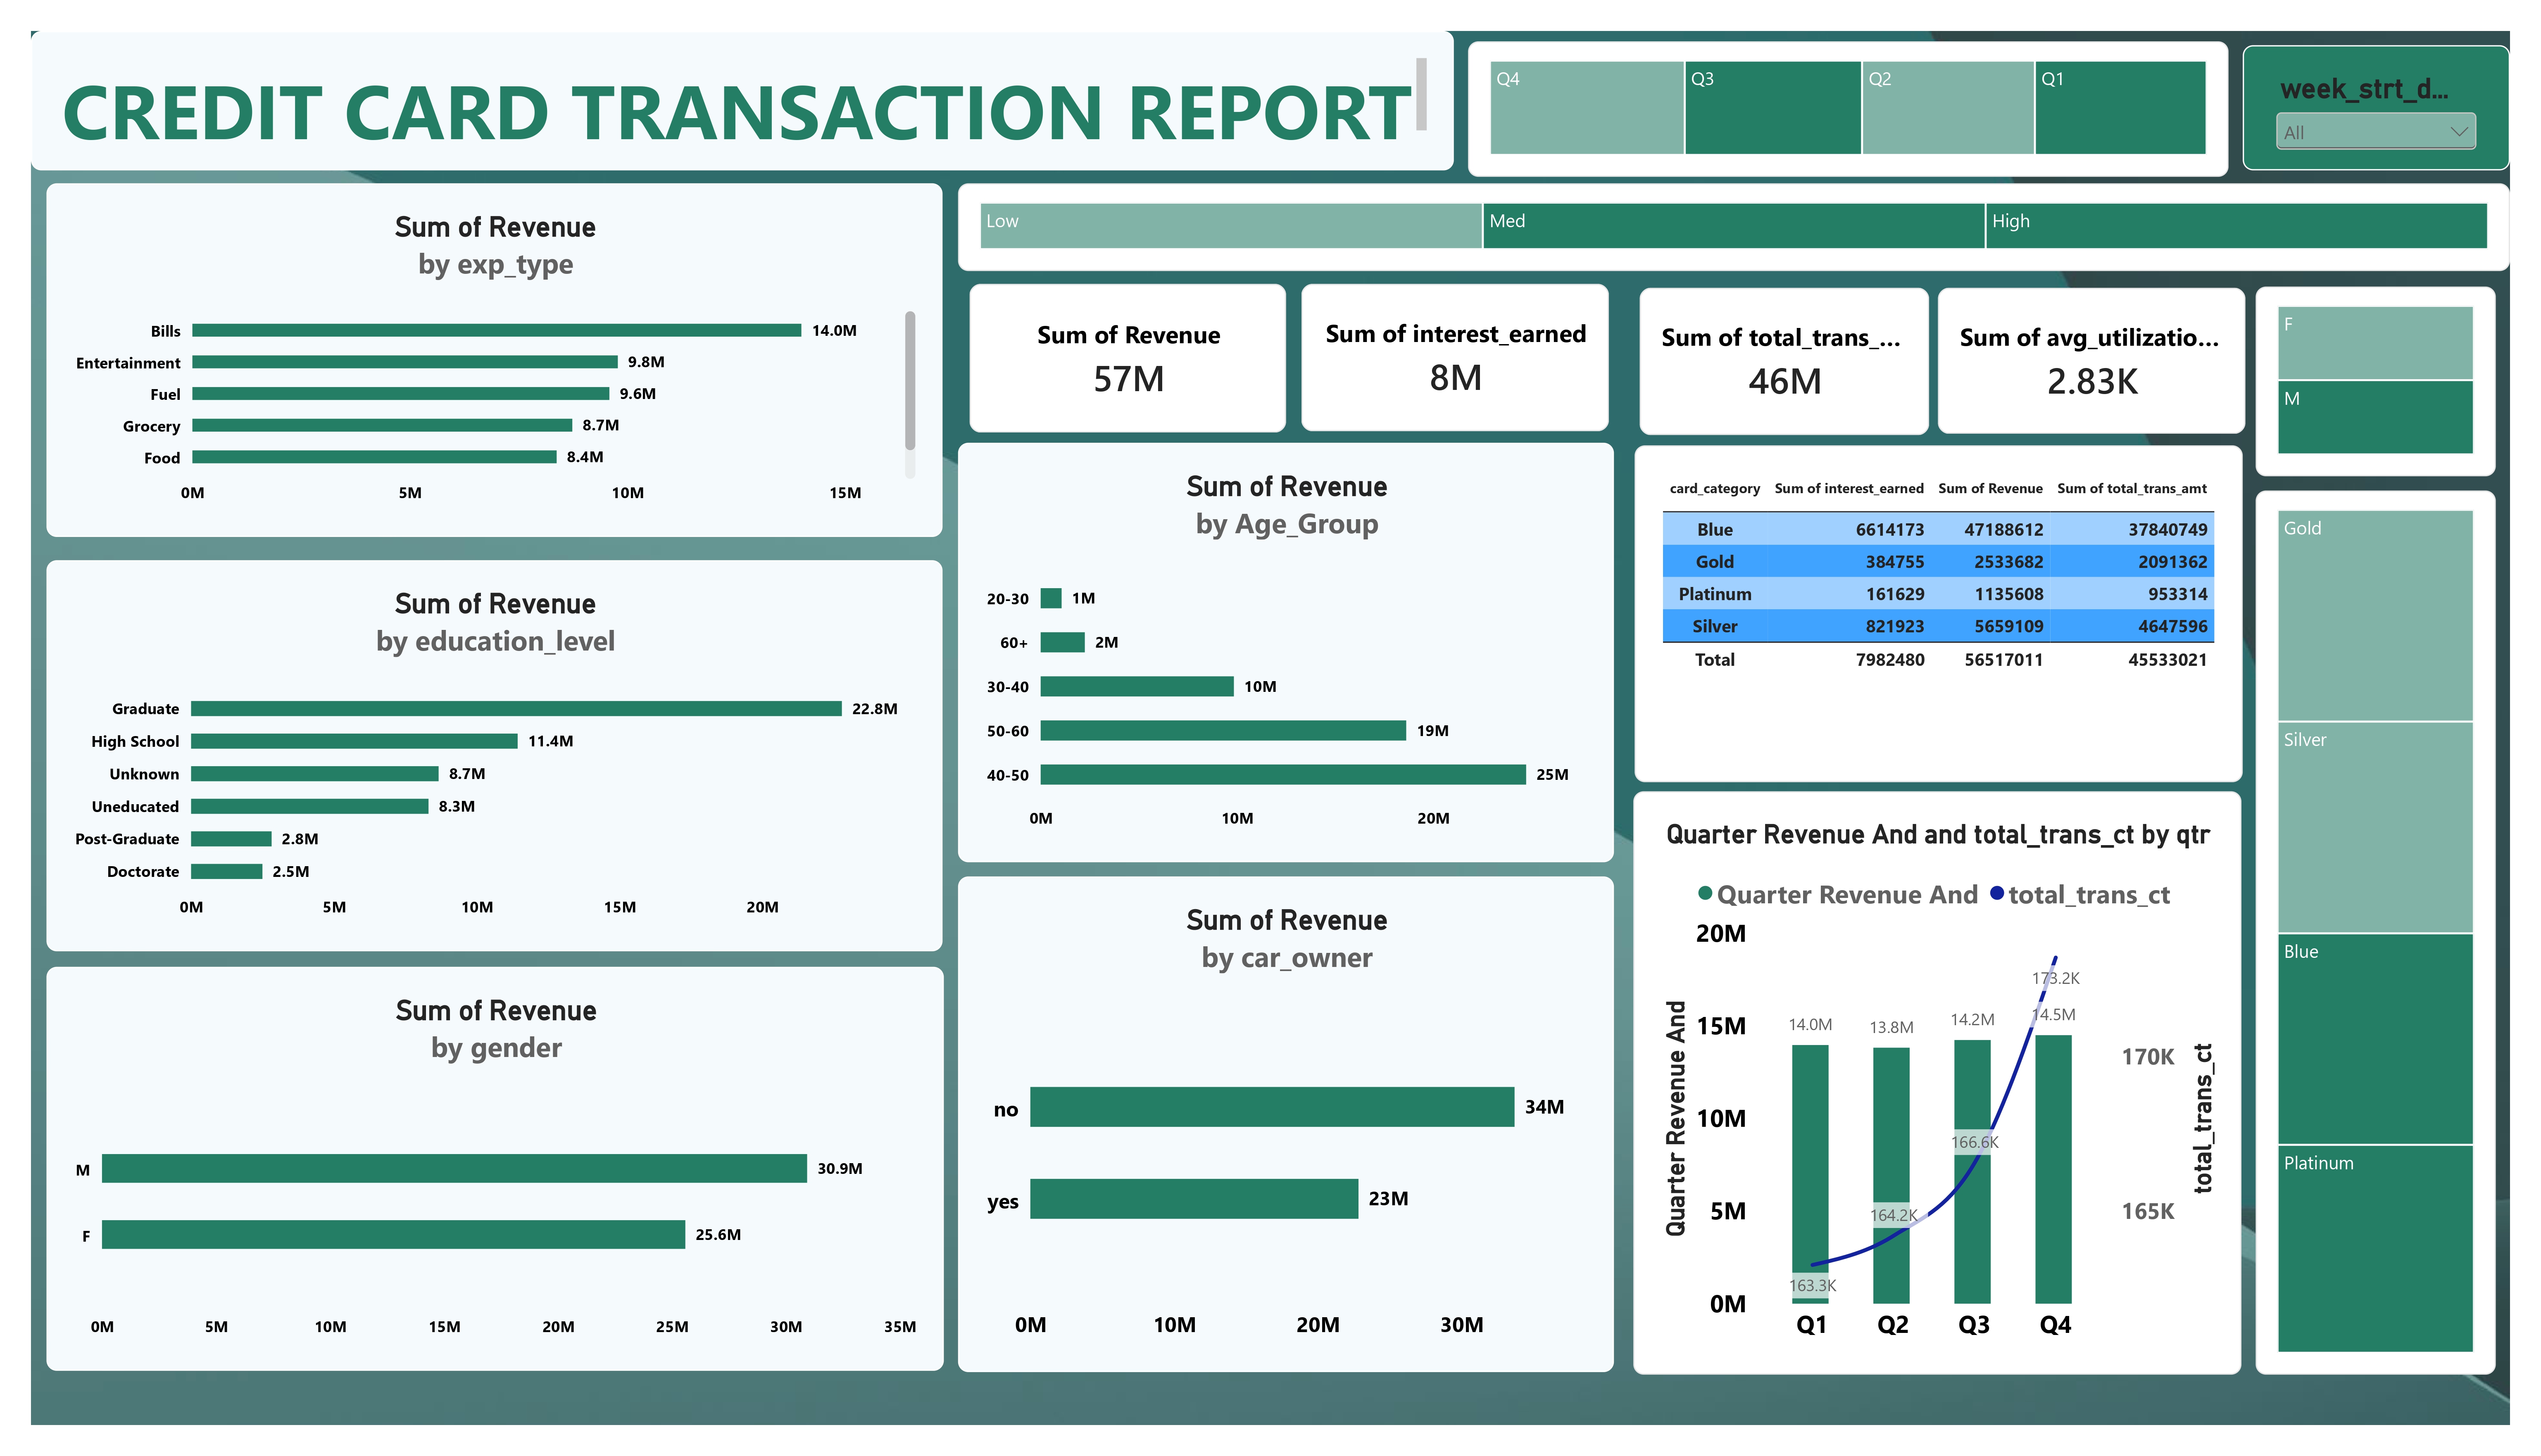 CREDIT CARD TRANSACTION REPORT
Q4 Q3 Q2 Q1
week_strt_d...
All
Low Med High
Sum of Revenue
by exp_type
Bills 14.0M
Entertainment 9.8M
Fuel 9.6M
Grocery 8.7M
Food 8.4M
0M 5M 10M 15M
Sum of Revenue
57M
Sum of interest_earned
8M
Sum of total_trans_...
46M
Sum of avg_utilizatio...
2.83K
F
M
Sum of Revenue
by education_level
Graduate 22.8M
High School 11.4M
Unknown 8.7M
Uneducated 8.3M
Post-Graduate 2.8M
Doctorate 2.5M
0M 5M 10M 15M 20M
Sum of Revenue
by Age_Group
20-30 1M
60+ 2M
30-40 10M
50-60 19M
40-50 25M
0M 10M 20M
card_category Sum of interest_earned Sum of Revenue Sum of total_trans_amt
Blue 6614173 47188612 37840749
Gold 384755 2533682 2091362
Platinum 161629 1135608 953314
Silver 821923 5659109 4647596
Total 7982480 56517011 45533021
Gold
Silver
Blue
Platinum
Sum of Revenue
by gender
M 30.9M
F 25.6M
0M 5M 10M 15M 20M 25M 30M 35M
Sum of Revenue
by car_owner
no 34M
yes 23M
0M 10M 20M 30M
Quarter Revenue And and total_trans_ct by qtr
Quarter Revenue And total_trans_ct
Quarter Revenue And
20M
15M
10M
5M
0M
14.0M 13.8M 14.2M 14.5M
163.3K 164.2K 166.6K 173.2K
170K
165K
total_trans_ct
Q1 Q2 Q3 Q4